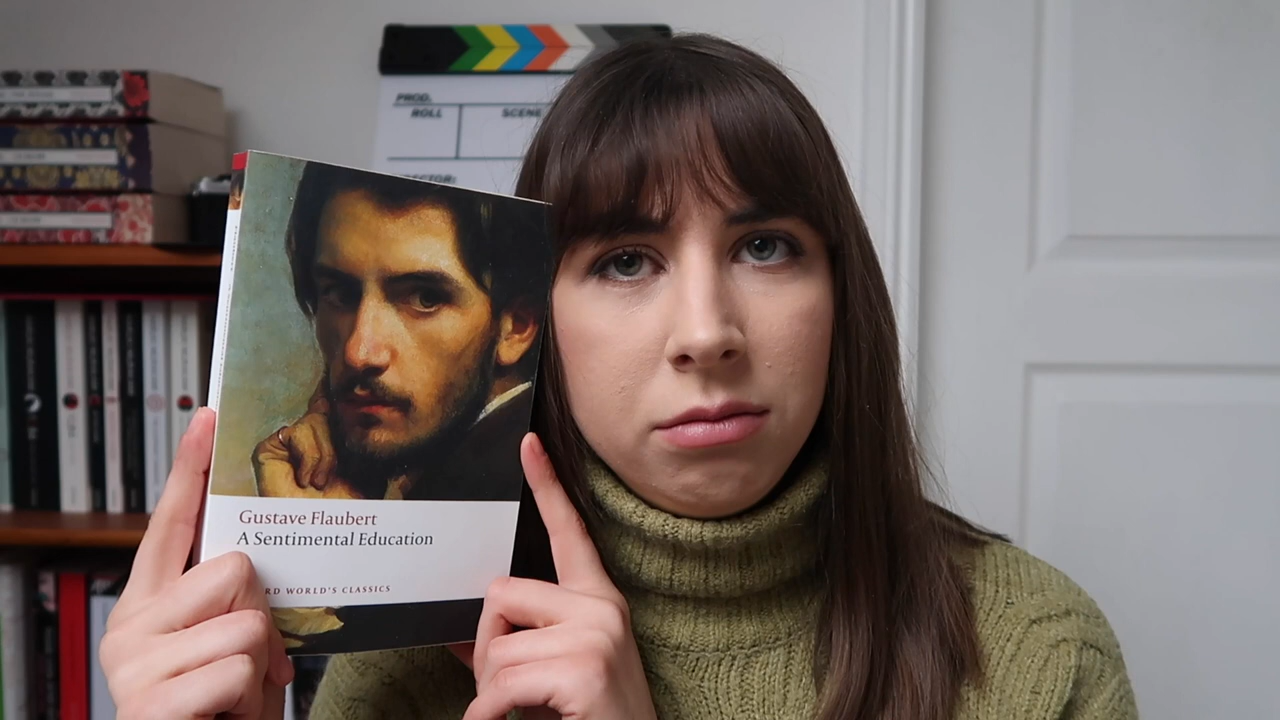 PROD.
ROLL
SCENE
Gustave Flaubert
A Sentimental Education
RD WORLD'S CLASSICS